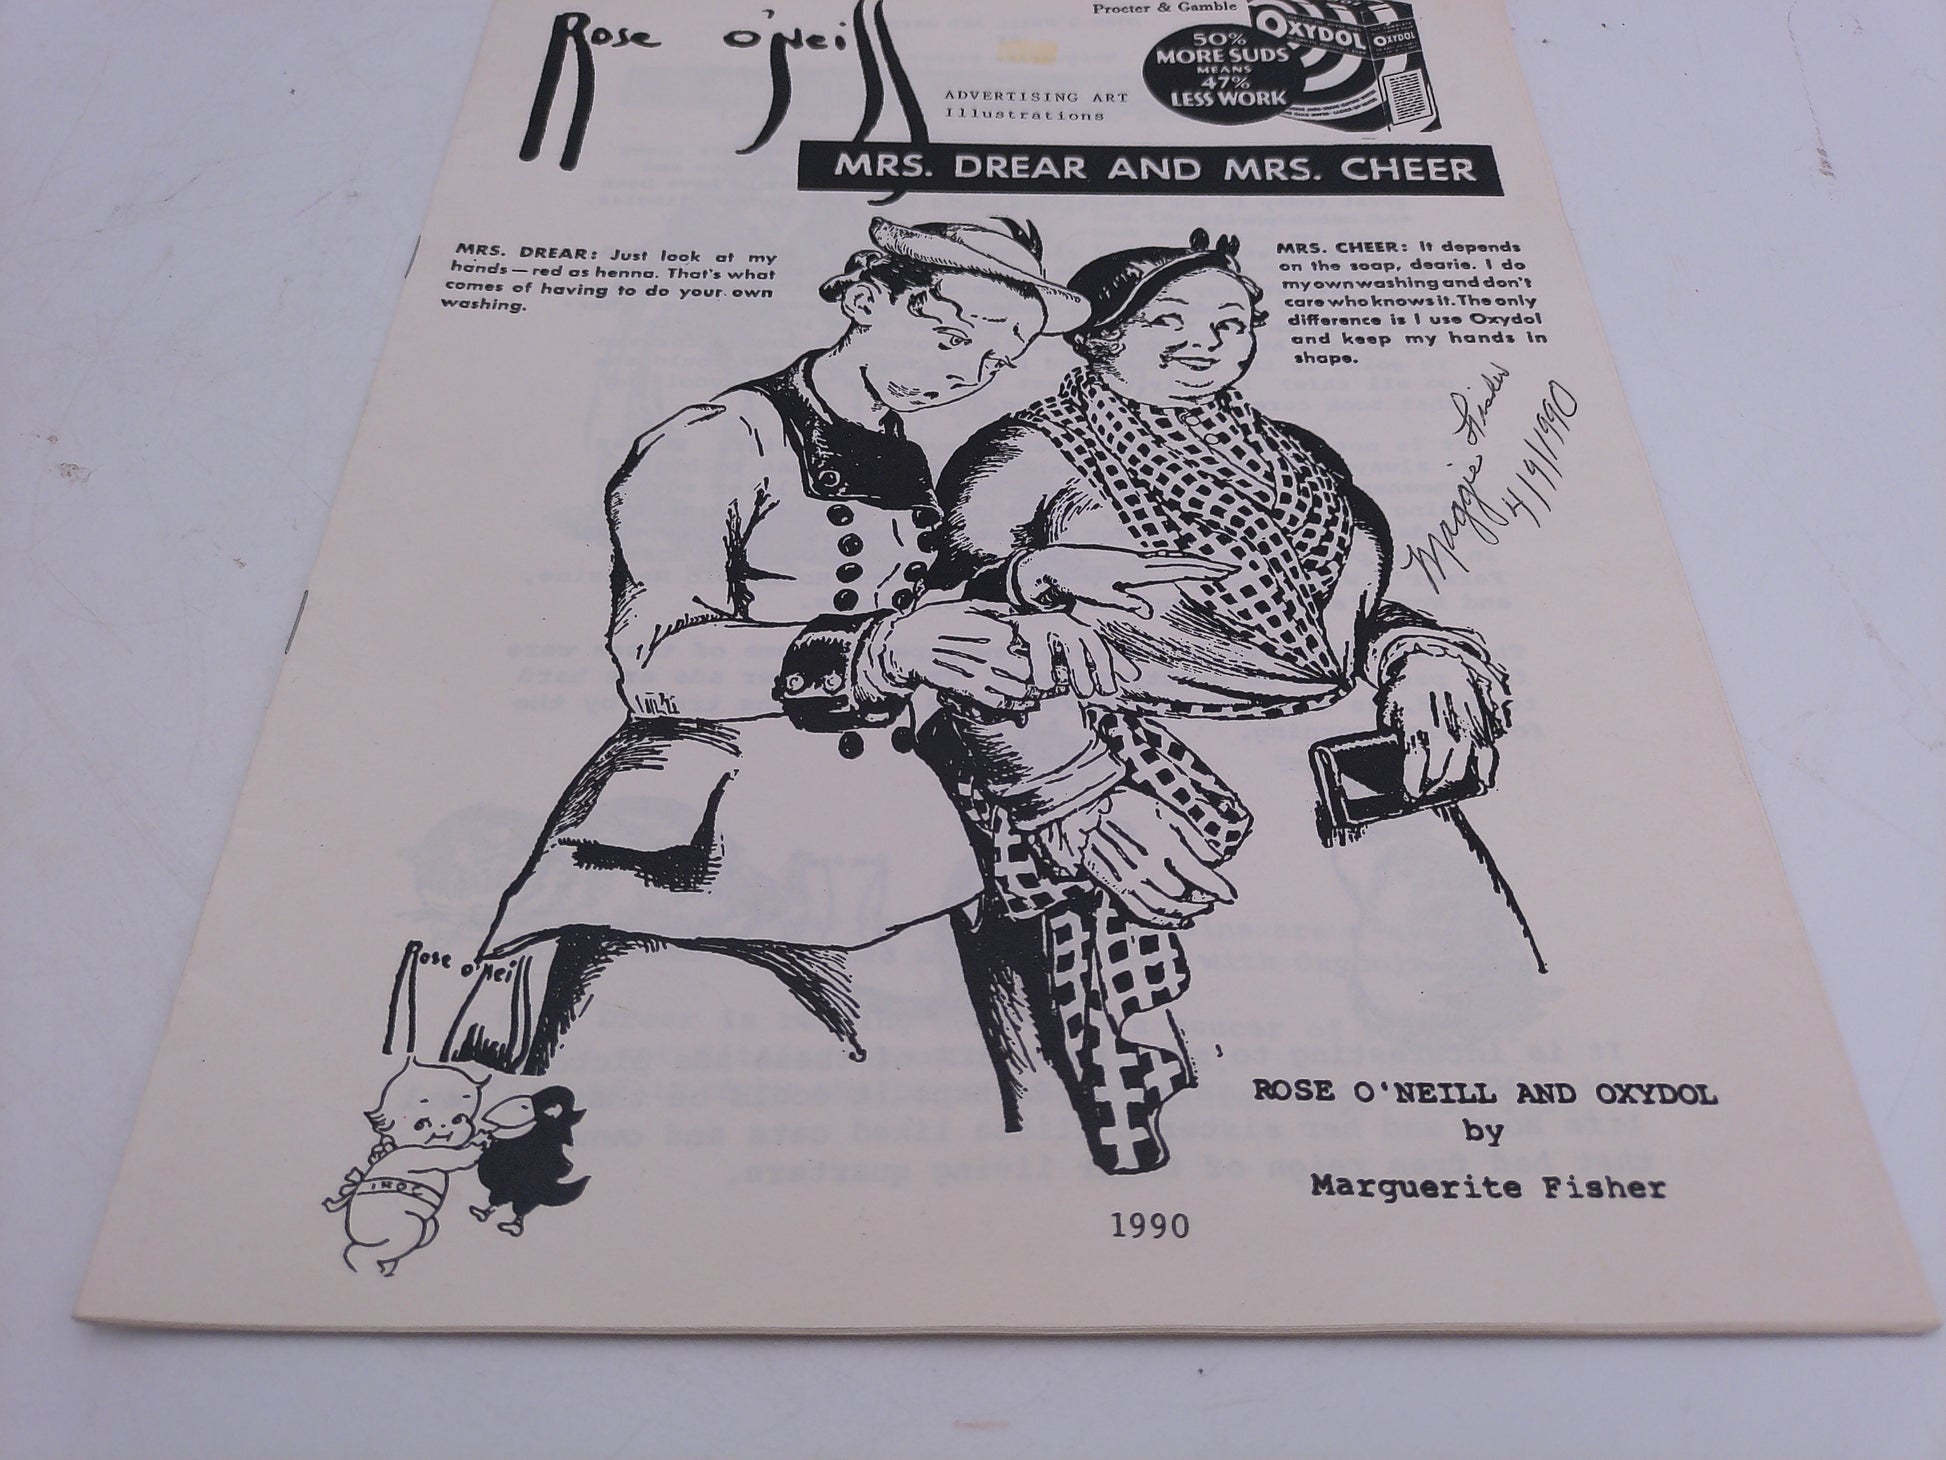 Rose O'Neill
Procter & Gamble
OXYDOL
OXYDOL
50%
MORE SUDS
MEANS
47%
LESS WORK
ADVERTISING ART
Illustrations
MRS. DREAR AND MRS. CHEER
MRS. DREAR: Just look at my
hands—red as henna. That's what
comes of having to do your own
washing.
MRS. CHEER: It depends
on the soap, dearie. I do
my own washing and don't
care who knows it. The only
difference is I use Oxydol
and keep my hands in
shape.
Maggie Fisher
4/9/1990
Rose O'Neill
ROSE O'NEILL AND OXYDOL
by
Marguerite Fisher
1990